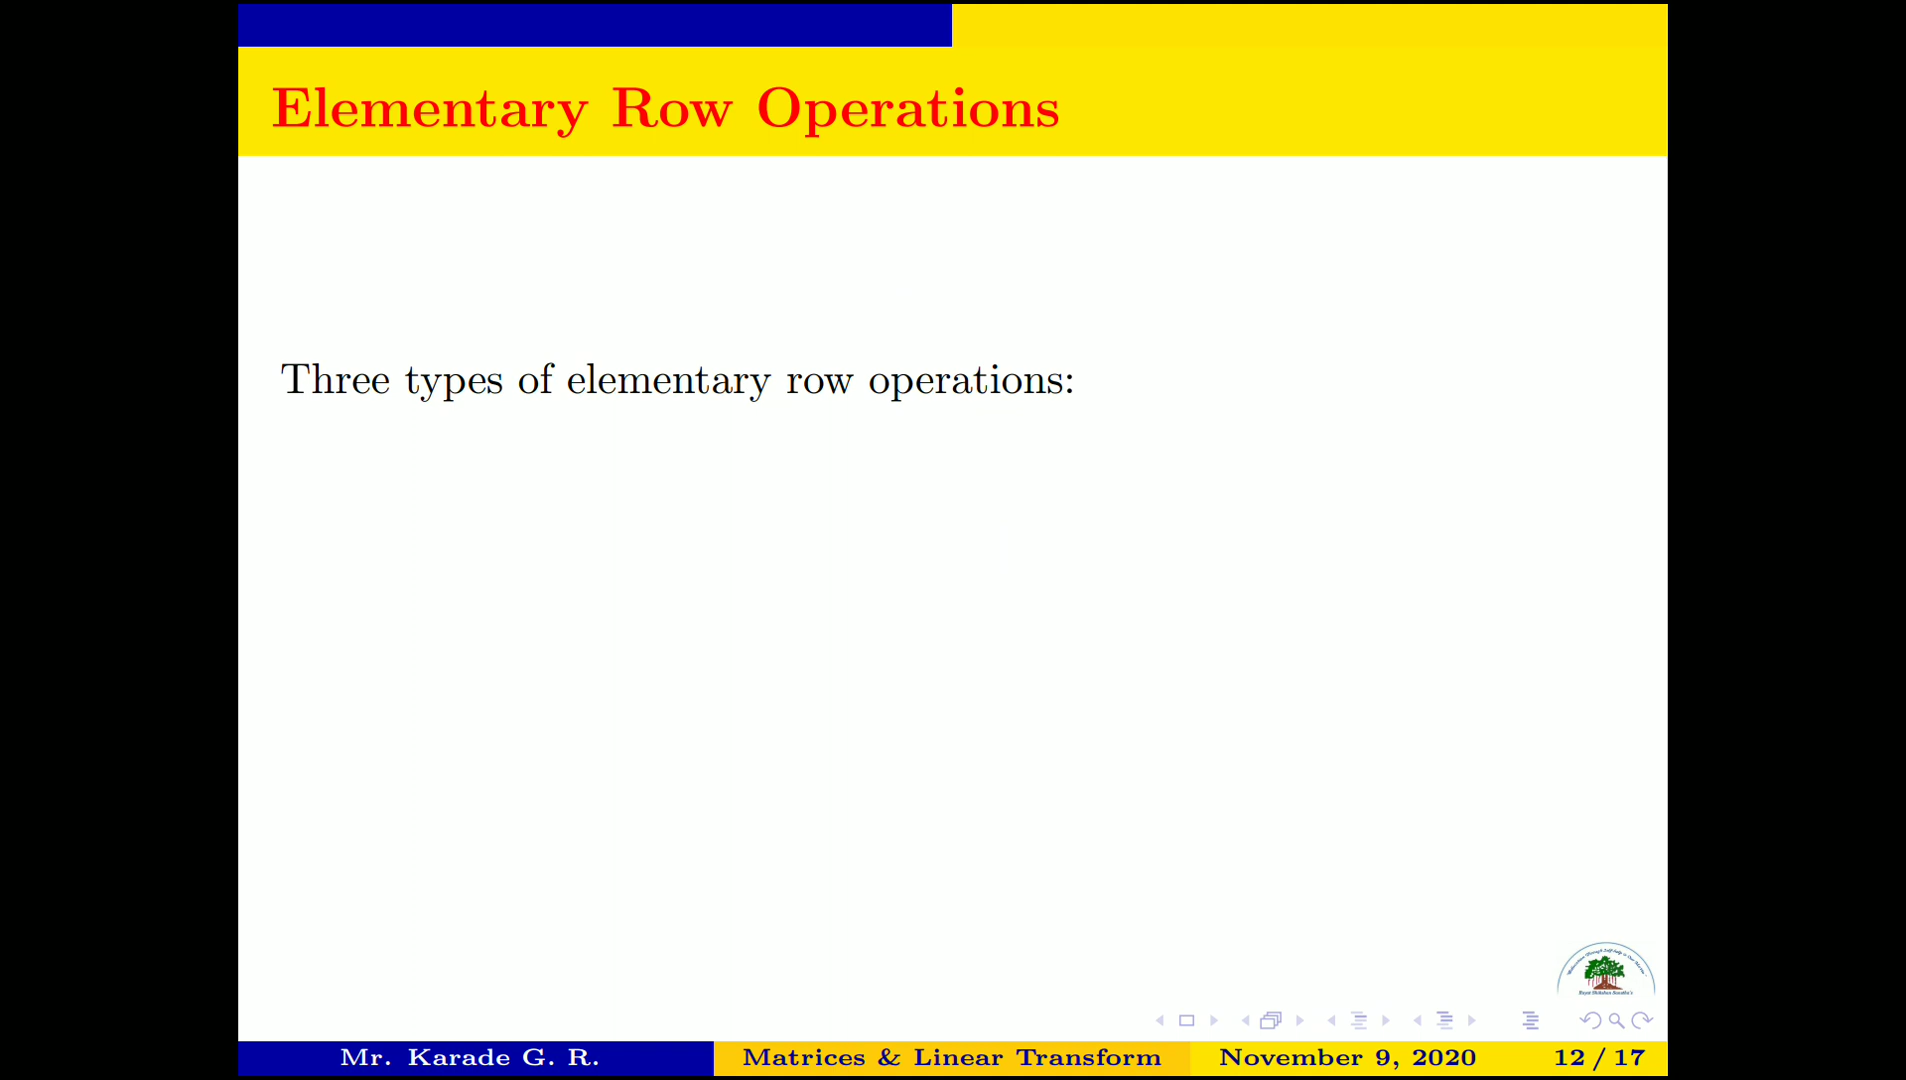 Elementary Row Operations
Three types of elementary row operations:
Mr. Karade G. R.
Matrices & Linear Transform
November 9, 2020
12 / 17